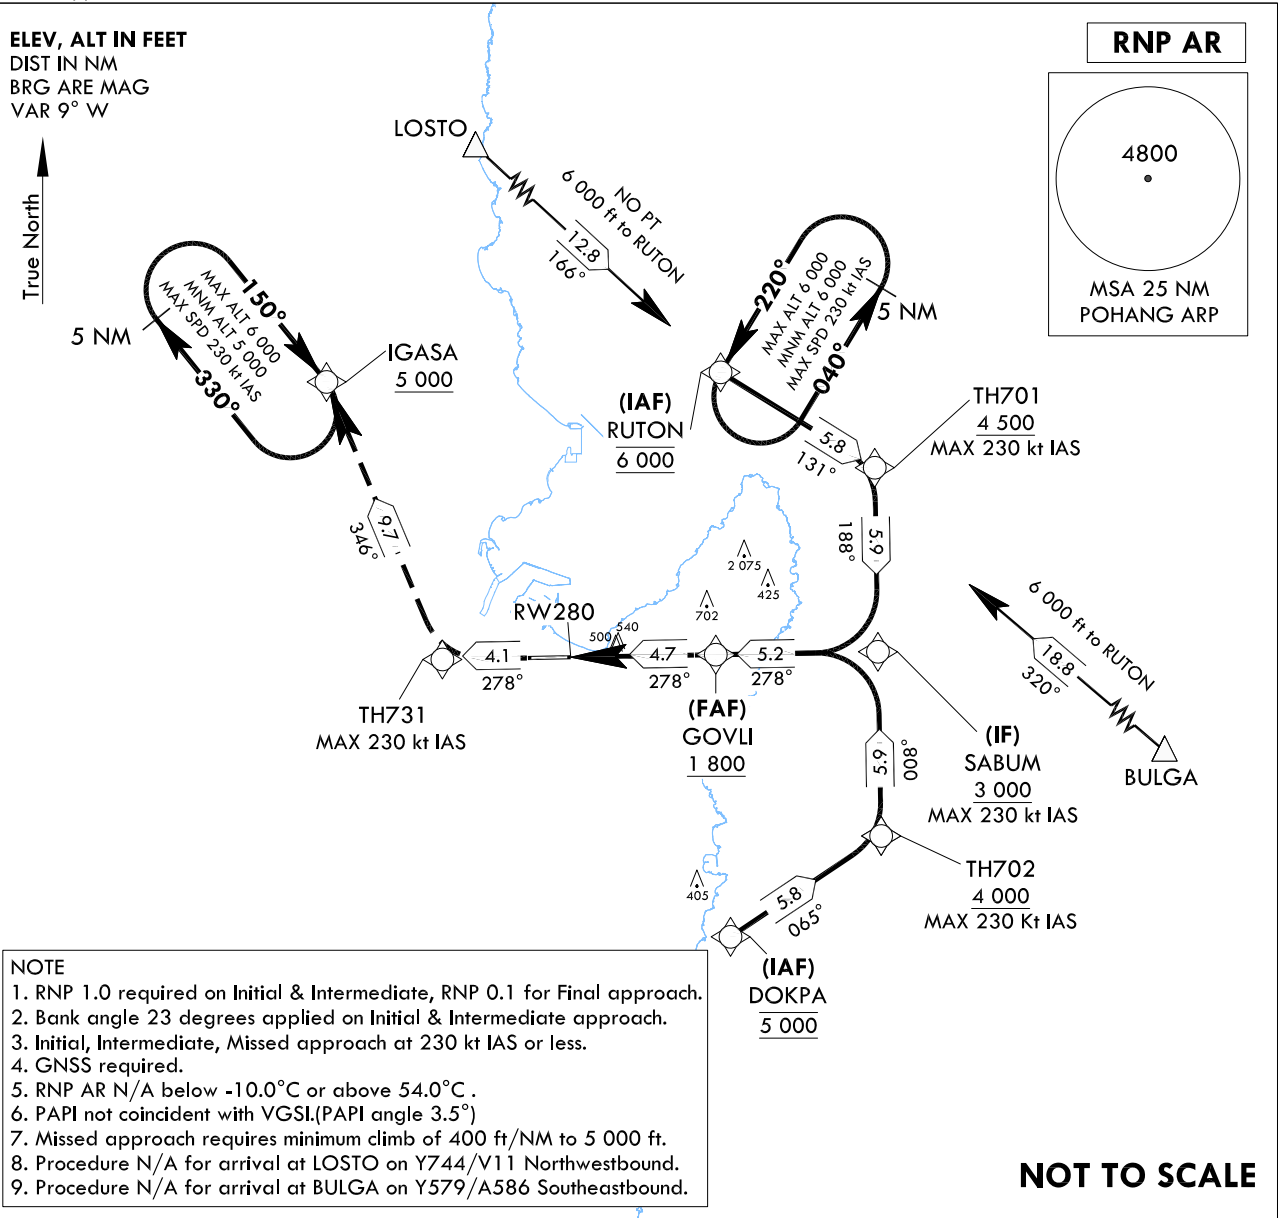 ELEV, ALT IN FEET
DIST IN NM
BRG ARE MAG
VAR 9° W
True North
RNP AR
4800
MSA 25 NM
POHANG ARP
LOSTO
NO PT
6 000 ft to RUTON
12.8
166°
150°
MAX ALT 6 000
MNM ALT 5 000
MAX SPD 230 kt IAS
330°
5 NM
IGASA
5 000
220°
MAX ALT 6 000
MNM ALT 6 000
MAX SPD 230 kt IAS
040°
5 NM
(IAF)
RUTON
6 000
5.8
131°
TH701
4 500
MAX 230 kt IAS
5.9
188°
9.7
346°
2 075
425
702
540
500
RW280
4.1
278°
4.7
278°
5.2
278°
TH731
MAX 230 kt IAS
(FAF)
GOVLI
1 800
6 000 ft to RUTON
18.8
320°
BULGA
(IF)
SABUM
3 000
MAX 230 kt IAS
5.9
008°
TH702
4 000
MAX 230 Kt IAS
405
5.8
065°
(IAF)
DOKPA
5 000
NOTE
1. RNP 1.0 required on Initial & Intermediate, RNP 0.1 for Final approach.
2. Bank angle 23 degrees applied on Initial & Intermediate approach.
3. Initial, Intermediate, Missed approach at 230 kt IAS or less.
4. GNSS required.
5. RNP AR N/A below -10.0°C or above 54.0°C .
6. PAPI not coincident with VGSI.(PAPI angle 3.5°)
7. Missed approach requires minimum climb of 400 ft/NM to 5 000 ft.
8. Procedure N/A for arrival at LOSTO on Y744/V11 Northwestbound.
9. Procedure N/A for arrival at BULGA on Y579/A586 Southeastbound.
NOT TO SCALE